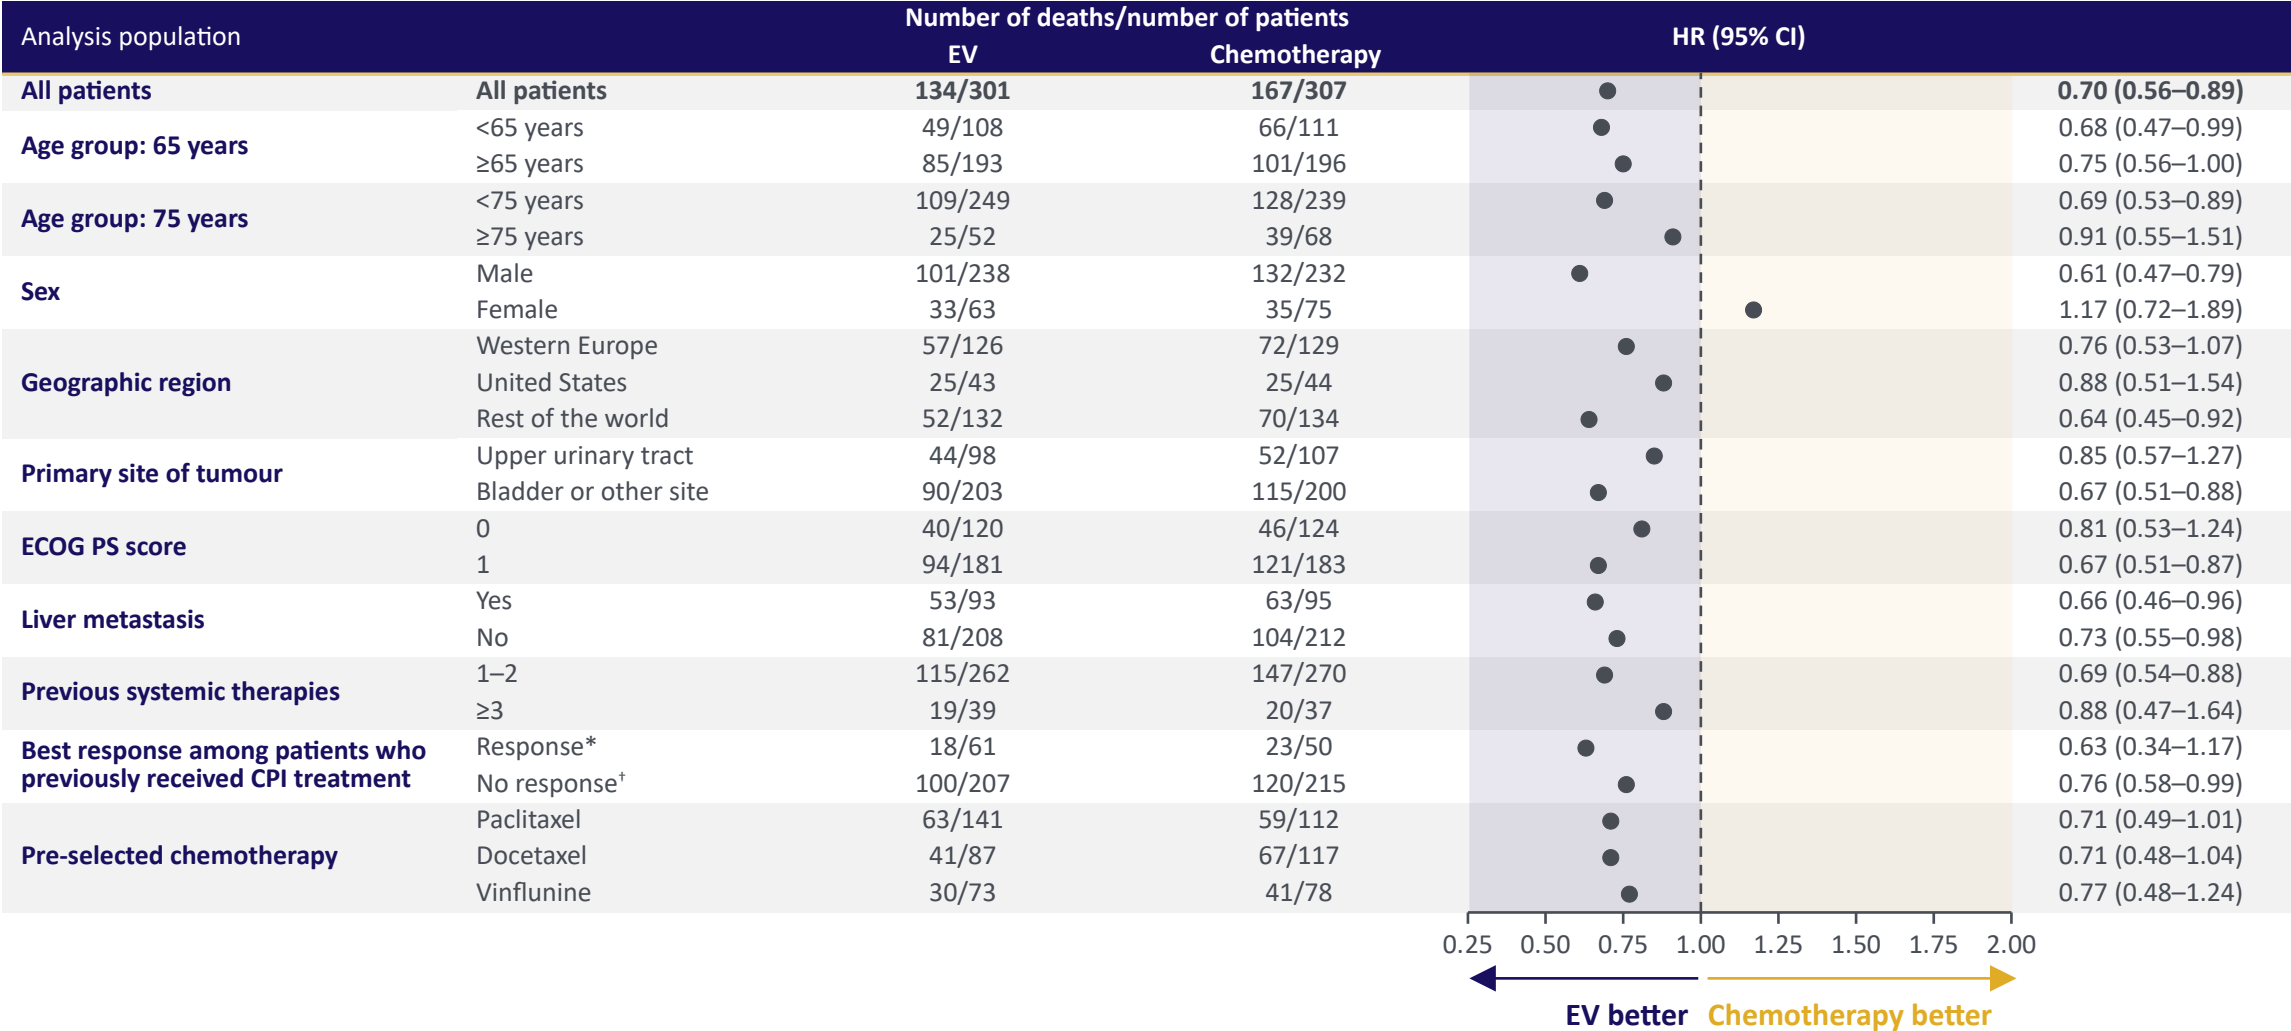 Number of deaths/number of patients
Analysis population EV Chemotherapy HR (95% CI)
All patients All patients 134/301 167/307 0.70 (0.56–0.89)
Age group: 65 years
<65 years 49/108 66/111 0.68 (0.47–0.99)
≥65 years 85/193 101/196 0.75 (0.56–1.00)
Age group: 75 years
<75 years 109/249 128/239 0.69 (0.53–0.89)
≥75 years 25/52 39/68 0.91 (0.55–1.51)
Sex
Male 101/238 132/232 0.61 (0.47–0.79)
Female 33/63 35/75 1.17 (0.72–1.89)
Geographic region
Western Europe 57/126 72/129 0.76 (0.53–1.07)
United States 25/43 25/44 0.88 (0.51–1.54)
Rest of the world 52/132 70/134 0.64 (0.45–0.92)
Primary site of tumour
Upper urinary tract 44/98 52/107 0.85 (0.57–1.27)
Bladder or other site 90/203 115/200 0.67 (0.51–0.88)
ECOG PS score
0 40/120 46/124 0.81 (0.53–1.24)
1 94/181 121/183 0.67 (0.51–0.87)
Liver metastasis
Yes 53/93 63/95 0.66 (0.46–0.96)
No 81/208 104/212 0.73 (0.55–0.98)
Previous systemic therapies
1–2 115/262 147/270 0.69 (0.54–0.88)
≥3 19/39 20/37 0.88 (0.47–1.64)
Best response among patients who
previously received CPI treatment
Response* 18/61 23/50 0.63 (0.34–1.17)
No response† 100/207 120/215 0.76 (0.58–0.99)
Pre-selected chemotherapy
Paclitaxel 63/141 59/112 0.71 (0.49–1.01)
Docetaxel 41/87 67/117 0.71 (0.48–1.04)
Vinflunine 30/73 41/78 0.77 (0.48–1.24)
0.25 0.50 0.75 1.00 1.25 1.50 1.75 2.00
EV better Chemotherapy better